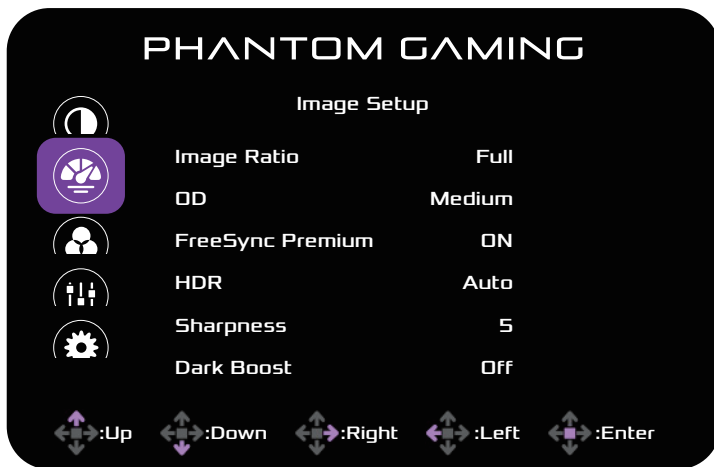 PHANTOM GAMING
Image Setup
Image Ratio Full
OD Medium
FreeSync Premium ON
HDR Auto
Sharpness 5
Dark Boost Off
:Up :Down :Right :Left :Enter